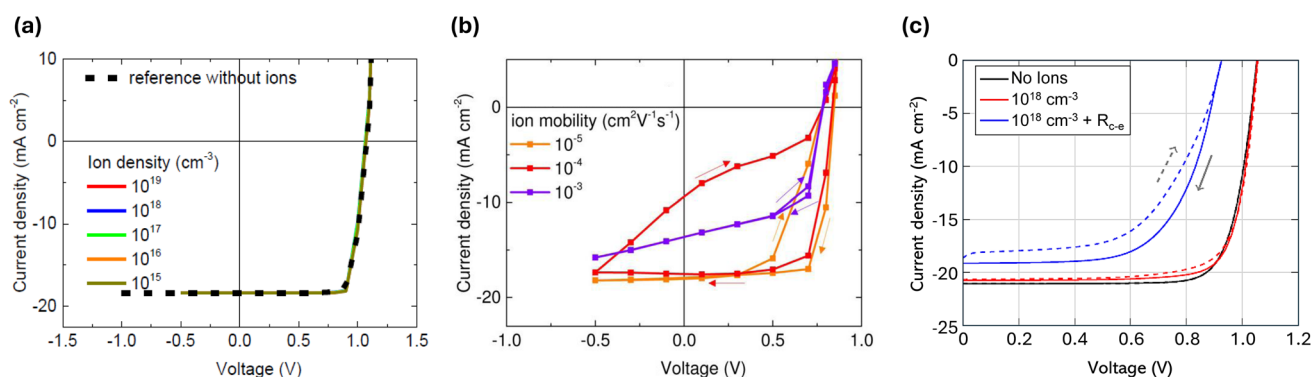 (a)
Current density (mA cm⁻²)
10
0
-10
-20
reference without ions
Ion density (cm⁻³)
10¹⁹
10¹⁸
10¹⁷
10¹⁶
10¹⁵
-1.5 -1.0 -0.5 0.0 0.5 1.0 1.5
Voltage (V)
(b)
Current density (mA cm⁻²)
0
-10
-20
ion mobility (cm²V⁻¹s⁻¹)
10⁻⁵
10⁻⁴
10⁻³
-1.0 -0.5 0.0 0.5 1.0
Voltage (V)
(c)
Current density (mA cm⁻²)
0
-5
-10
-15
-20
-25
No Ions
10¹⁸ cm⁻³
10¹⁸ cm⁻³ + R_c-e
0 0.2 0.4 0.6 0.8 1.0 1.2
Voltage (V)